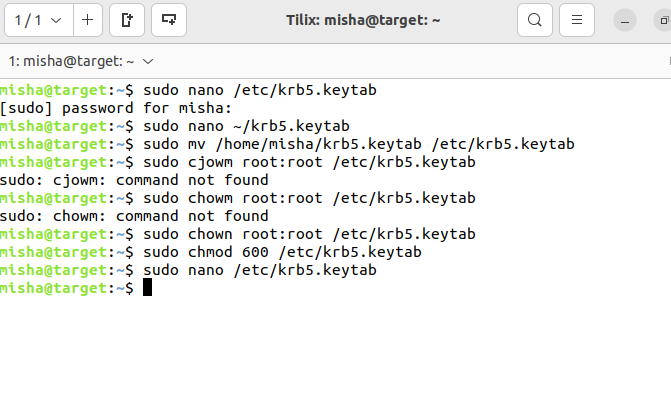 1 / 1
Tilix: misha@target: ~
1: misha@target: ~
misha@target:~$ sudo nano /etc/krb5.keytab
[sudo] password for misha:
misha@target:~$ sudo nano ~/krb5.keytab
misha@target:~$ sudo mv /home/misha/krb5.keytab /etc/krb5.keytab
misha@target:~$ sudo cjowm root:root /etc/krb5.keytab
sudo: cjowm: command not found
misha@target:~$ sudo chowm root:root /etc/krb5.keytab
sudo: chowm: command not found
misha@target:~$ sudo chown root:root /etc/krb5.keytab
misha@target:~$ sudo chmod 600 /etc/krb5.keytab
misha@target:~$ sudo nano /etc/krb5.keytab
misha@target:~$